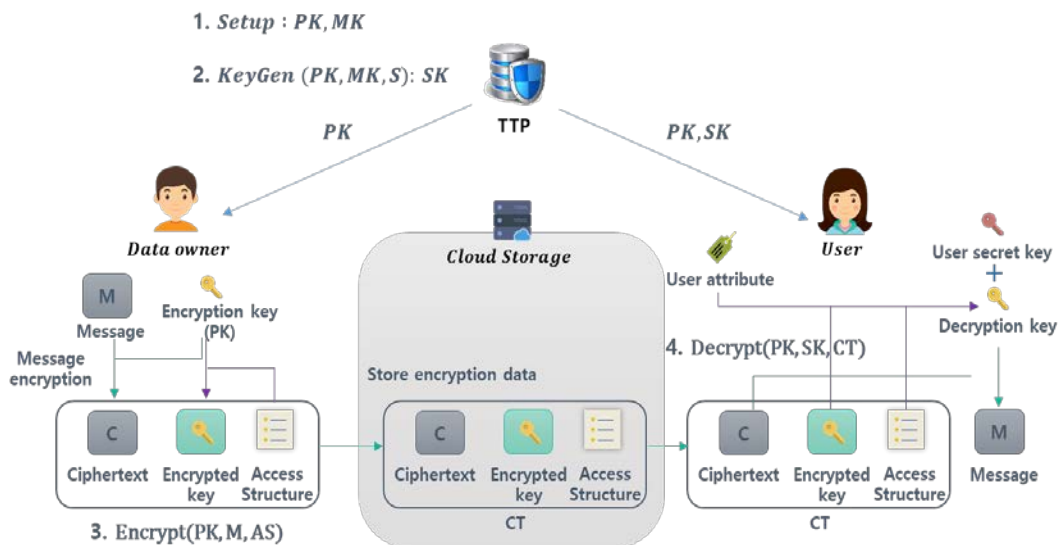 1. Setup : PK, MK
2. KeyGen (PK, MK, S): SK
TTP
PK
PK, SK
Data owner
Cloud Storage
User
User secret key
+
Decryption key
User attribute
M
Message
Encryption key
(PK)
Message
encryption
4. Decrypt(PK, SK, CT)
Store encryption data
C
Ciphertext
Encrypted
key
Access
Structure
3. Encrypt(PK, M, AS)
C
Ciphertext
Encrypted
key
Access
Structure
CT
C
Ciphertext
Encrypted
key
Access
Structure
CT
M
Message